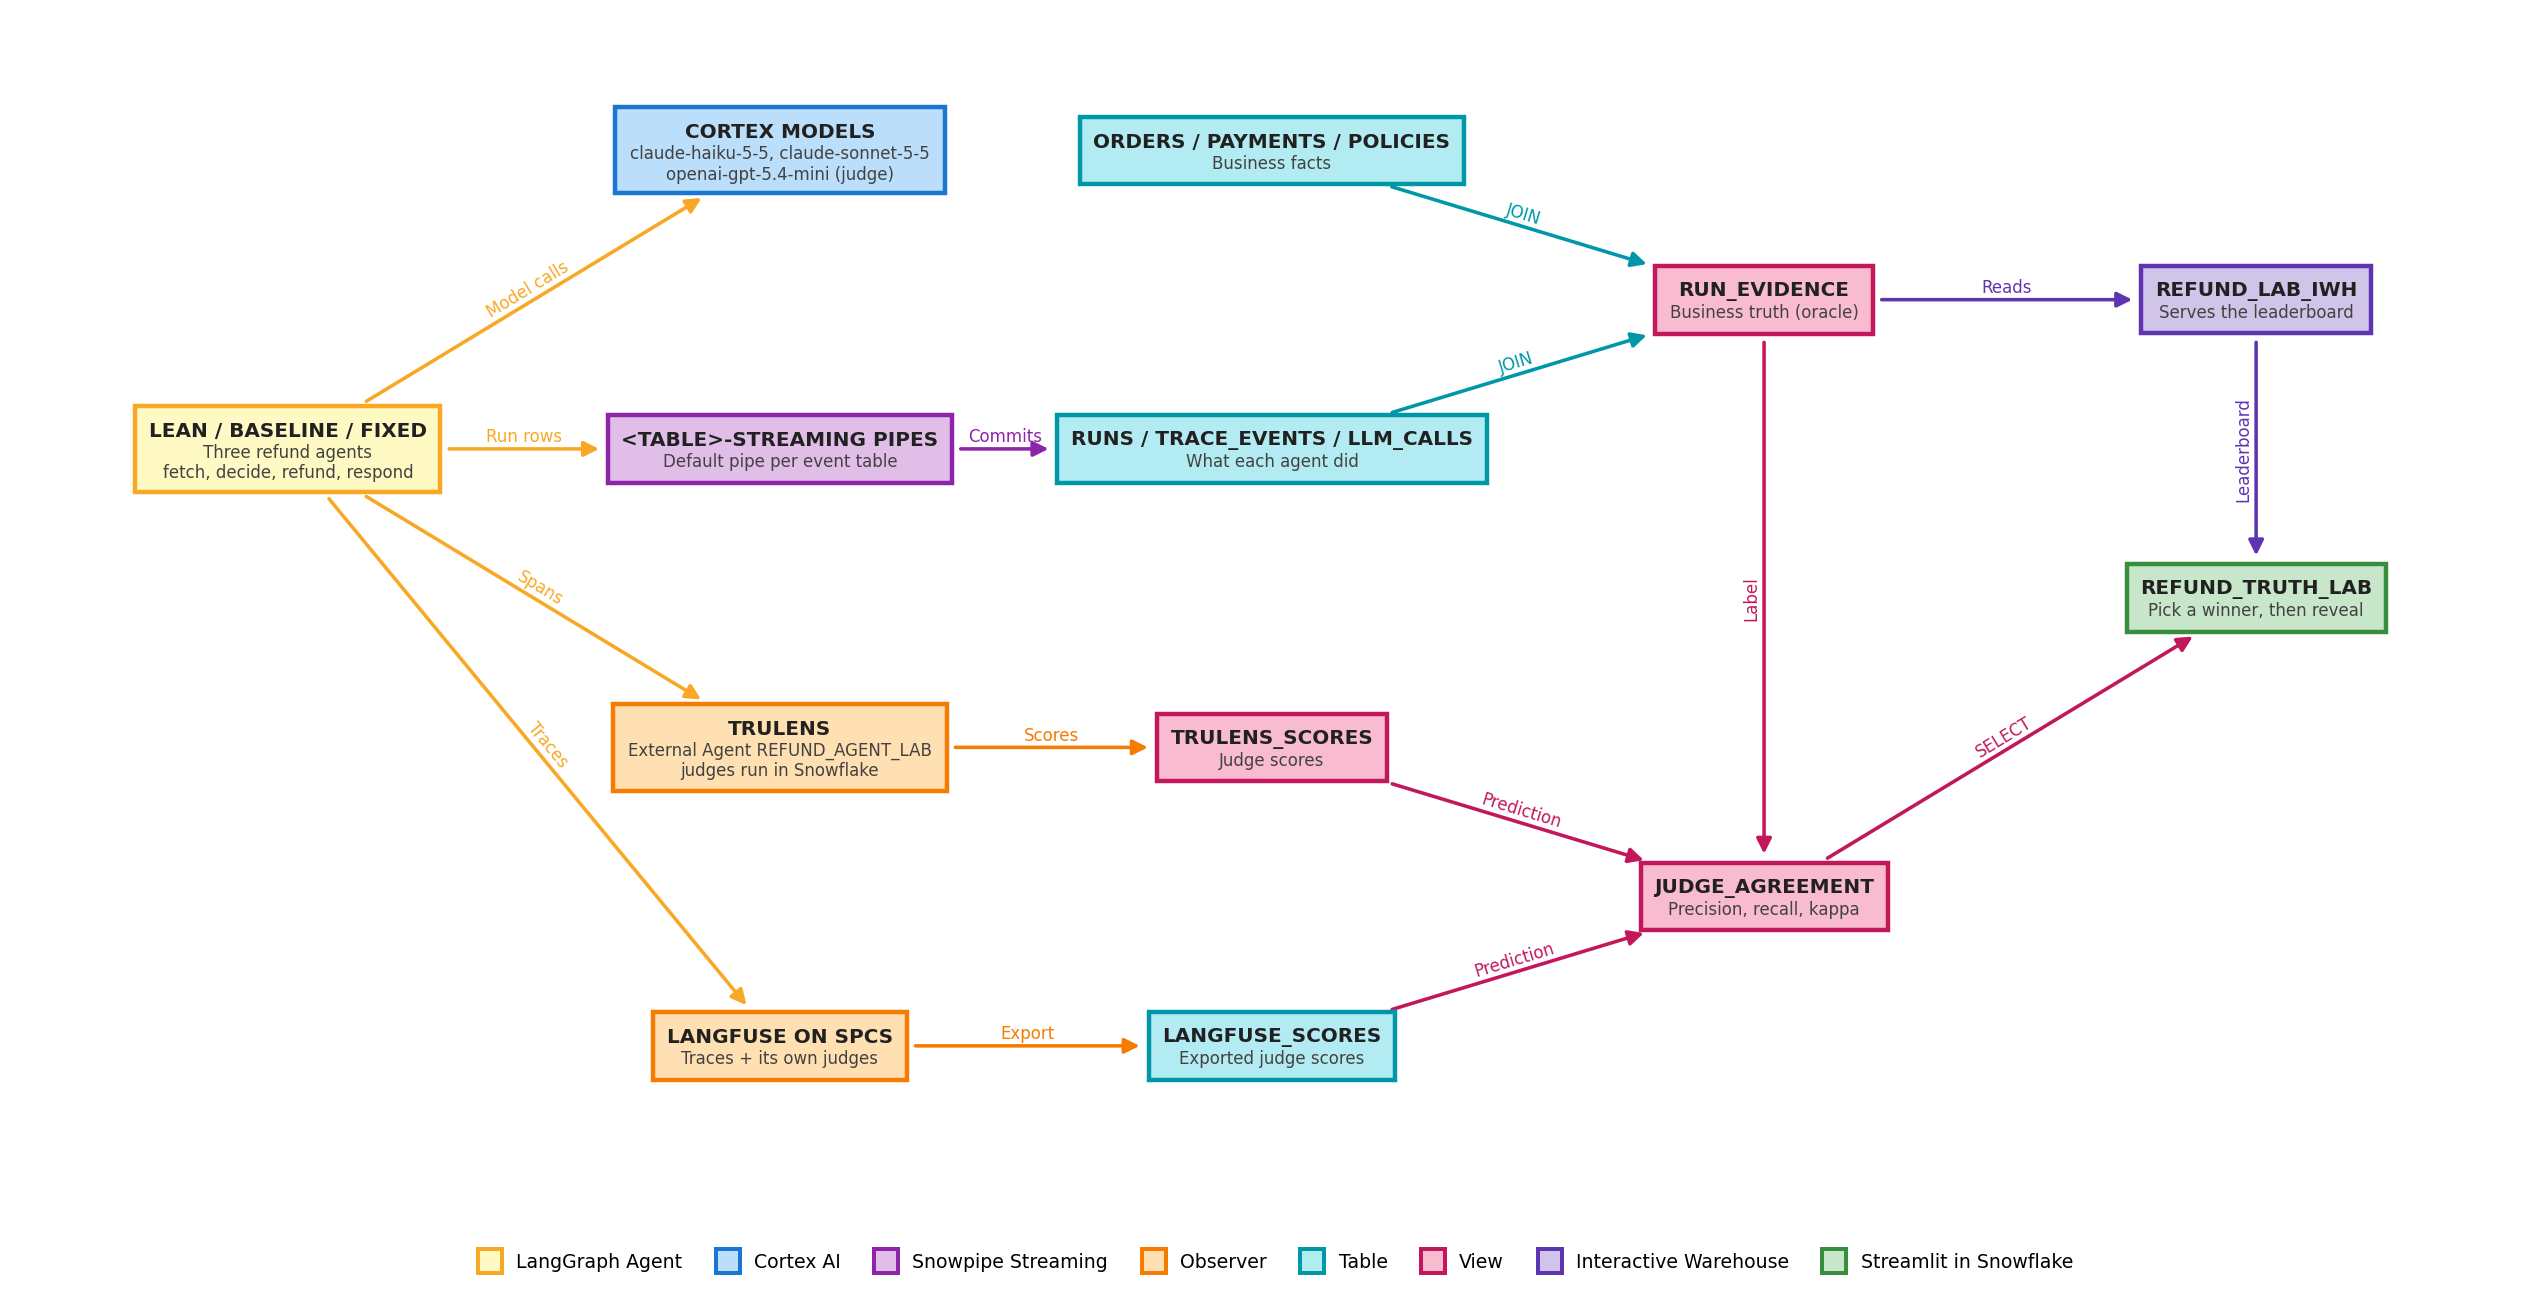 CORTEX MODELS
claude-haiku-5-5, claude-sonnet-5-5
openai-gpt-5.4-mini (judge)
ORDERS / PAYMENTS / POLICIES
Business facts
JOIN
Model calls
RUN_EVIDENCE
Business truth (oracle)
Reads
REFUND_LAB_IWH
Serves the leaderboard
JOIN
LEAN / BASELINE / FIXED
Three refund agents
fetch, decide, refund, respond
Run rows
<TABLE>-STREAMING PIPES
Default pipe per event table
Commits
RUNS / TRACE_EVENTS / LLM_CALLS
What each agent did
Leaderboard
Spans
Label
REFUND_TRUTH_LAB
Pick a winner, then reveal
Traces
TRULENS
External Agent REFUND_AGENT_LAB
judges run in Snowflake
Scores
TRULENS_SCORES
Judge scores
SELECT
Prediction
JUDGE_AGREEMENT
Precision, recall, kappa
Prediction
LANGFUSE ON SPCS
Traces + its own judges
Export
LANGFUSE_SCORES
Exported judge scores
LangGraph Agent
Cortex AI
Snowpipe Streaming
Observer
Table
View
Interactive Warehouse
Streamlit in Snowflake